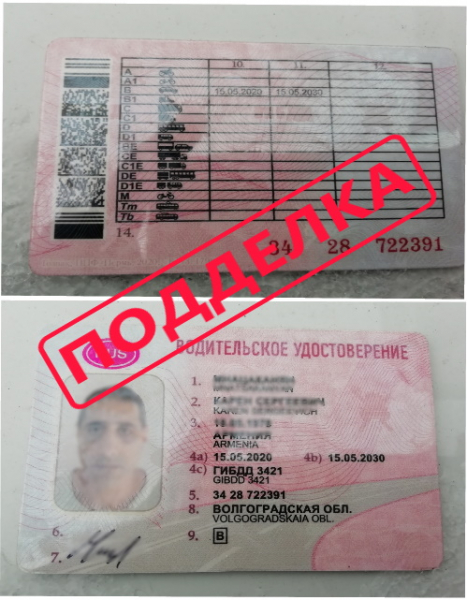 10. 11. 12.
A
A1
B 15.05.2020 15.05.2030
B1
C
D
D1
BE
CE
C1E
DE
D1E
M
Tm
Tb
14.
34 28 722391
ПОДДЕЛКА
RUS
ВОДИТЕЛЬСКОЕ УДОСТОВЕРЕНИЕ
1.
2. КАРЕН СЕРГЕЕВИЧ
3.
АРМЕНИЯ
ARMENIA
4a) 15.05.2020 4b) 15.05.2030
4c) ГИБДД 3421
GIBDD 3421
5. 34 28 722391
8. ВОЛГОГРАДСКАЯ ОБЛ.
VOLGOGRADSKAIA OBL.
6.
7.
9. B